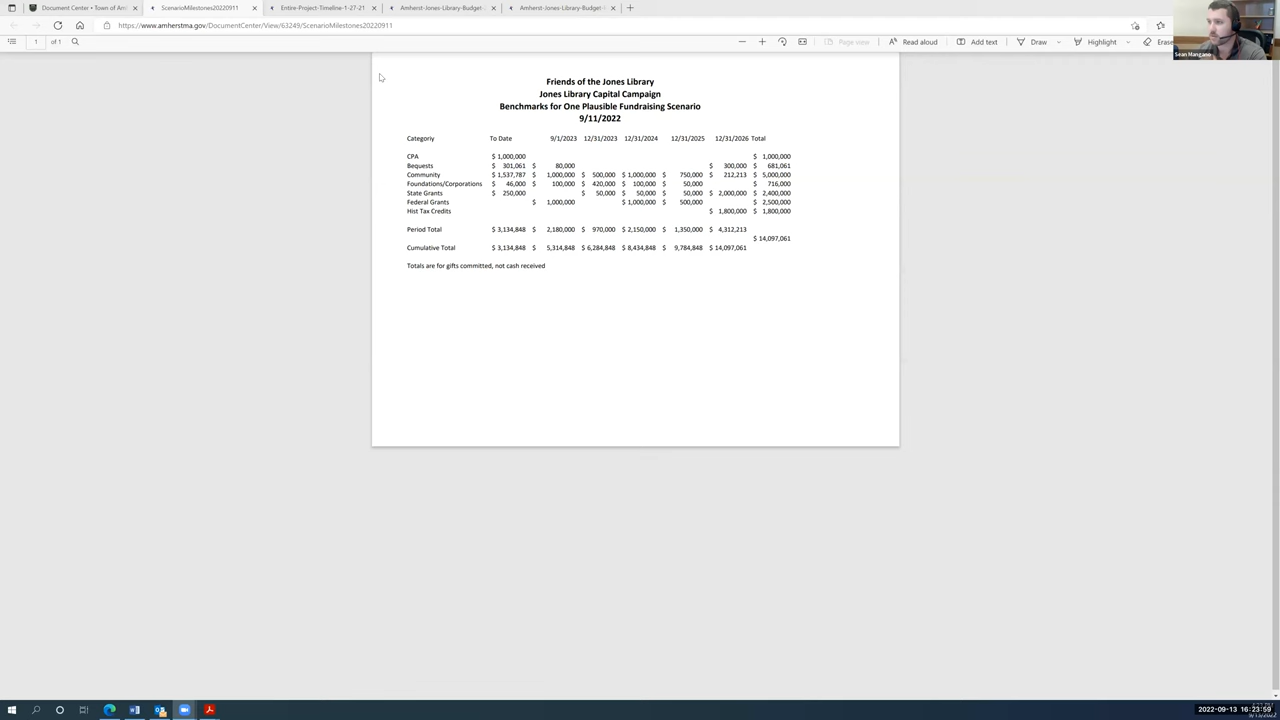 Document Center • Town of Am
ScenarioMilestones20220911
Entire-Project-Timeline-1-27-21
Amherst-Jones-Library-Budget-
Amherst-Jones-Library-Budget-
https://www.amherstma.gov/DocumentCenter/View/63249/ScenarioMilestones20220911
1 of 1
Page view
Read aloud
Add text
Draw
Highlight
Erase
Sean Mangano
Friends of the Jones Library
Jones Library Capital Campaign
Benchmarks for One Plausible Fundraising Scenario
9/11/2022
Categoriy To Date 9/1/2023 12/31/2023 12/31/2024 12/31/2025 12/31/2026 Total
CPA $ 1,000,000 $ 1,000,000
Bequests $ 301,061 $ 80,000 $ 300,000 $ 681,061
Community $ 1,537,787 $ 1,000,000 $ 500,000 $ 1,000,000 $ 750,000 $ 212,213 $ 5,000,000
Foundations/Corporations $ 46,000 $ 100,000 $ 420,000 $ 100,000 $ 50,000 $ 716,000
State Grants $ 250,000 $ 50,000 $ 50,000 $ 50,000 $ 2,000,000 $ 2,400,000
Federal Grants $ 1,000,000 $ 1,000,000 $ 500,000 $ 2,500,000
Hist Tax Credits $ 1,800,000 $ 1,800,000
Period Total $ 3,134,848 $ 2,180,000 $ 970,000 $ 2,150,000 $ 1,350,000 $ 4,312,213
$ 14,097,061
Cumulative Total $ 3,134,848 $ 5,314,848 $ 6,284,848 $ 8,434,848 $ 9,784,848 $ 14,097,061
Totals are for gifts committed, not cash received
2022-09-13 16:23:59
9/13/2022